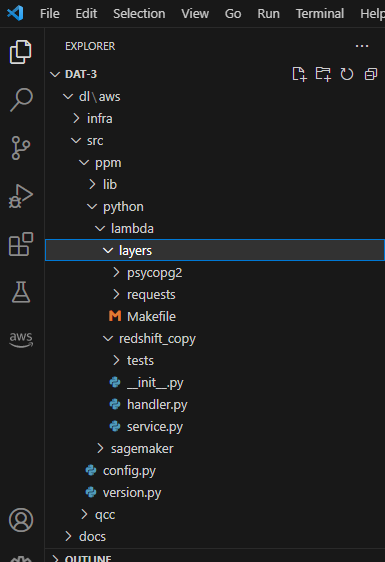 File Edit Selection View Go Run Terminal Help
EXPLORER
DAT-3
dl\aws
infra
src
ppm
lib
python
lambda
layers
psycopg2
requests
Makefile
redshift_copy
tests
__init__.py
handler.py
service.py
sagemaker
config.py
version.py
qcc
docs
OUTLINE
aws